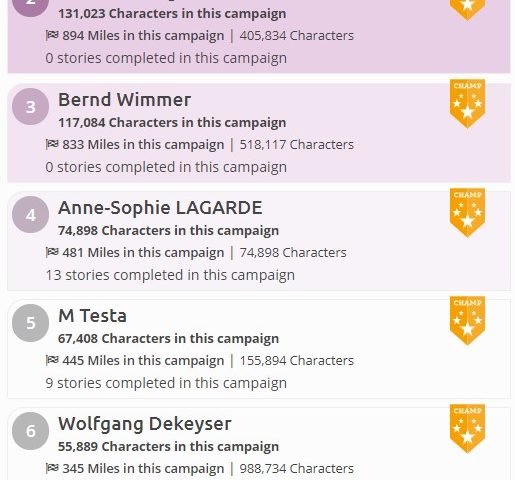 2
131,023 Characters in this campaign
894 Miles in this campaign | 405,834 Characters
0 stories completed in this campaign
CHAMP
3
Bernd Wimmer
117,084 Characters in this campaign
833 Miles in this campaign | 518,117 Characters
0 stories completed in this campaign
CHAMP
4
Anne-Sophie LAGARDE
74,898 Characters in this campaign
481 Miles in this campaign | 74,898 Characters
13 stories completed in this campaign
CHAMP
5
M Testa
67,408 Characters in this campaign
445 Miles in this campaign | 155,894 Characters
9 stories completed in this campaign
CHAMP
6
Wolfgang Dekeyser
55,889 Characters in this campaign
345 Miles in this campaign | 988,734 Characters